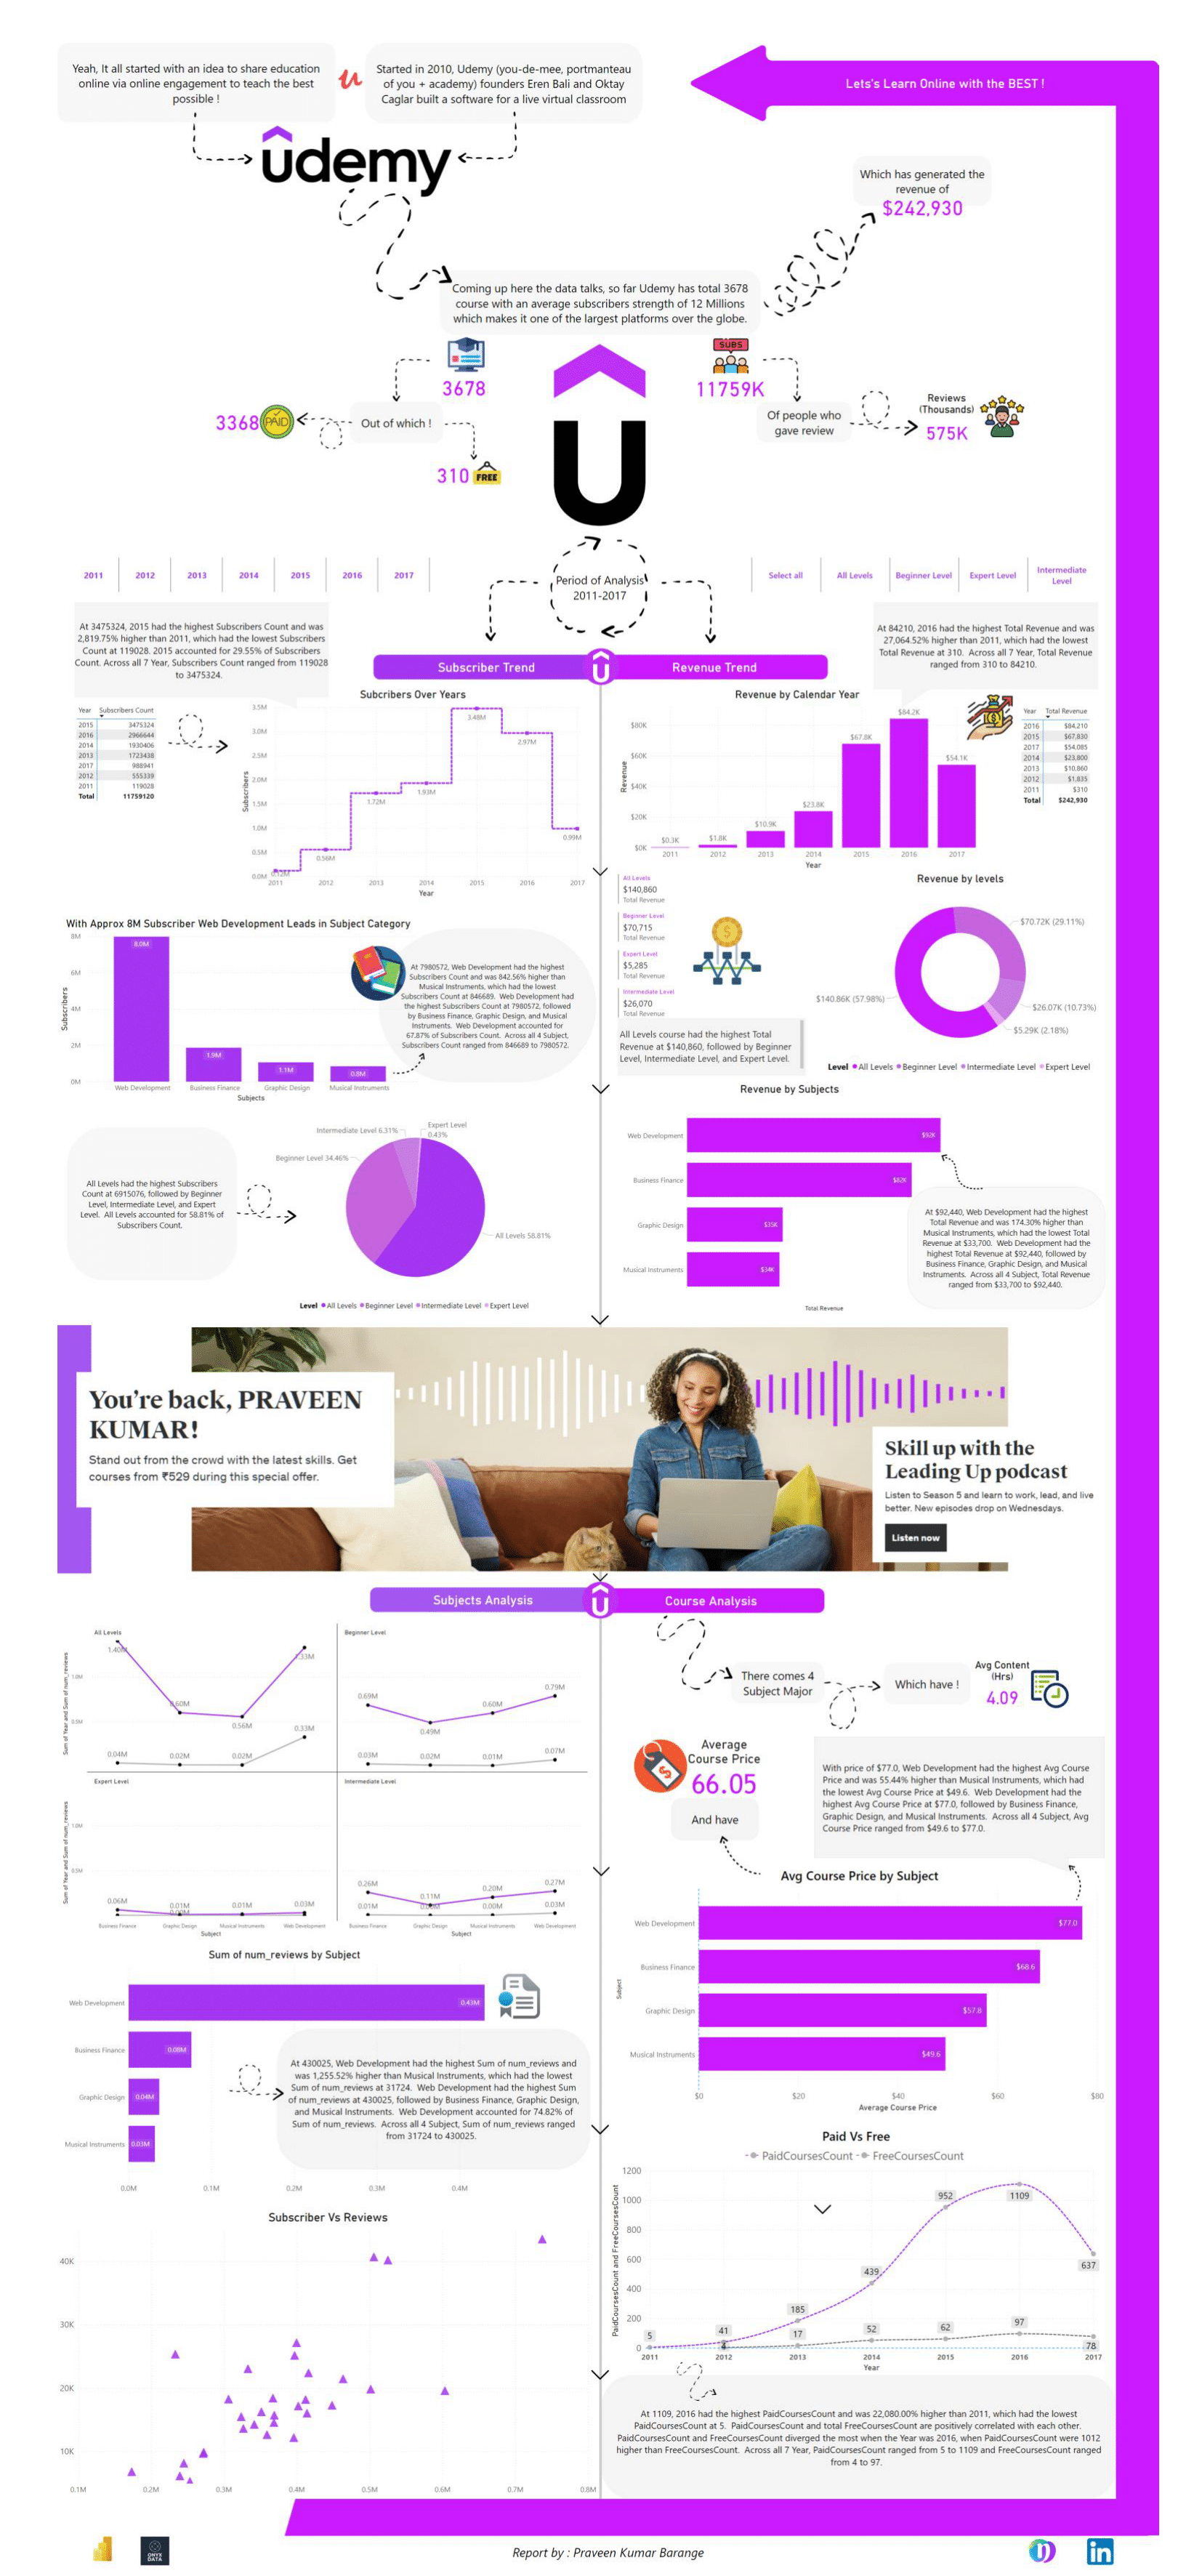 Yeah, It all started with an idea to share education
online via online engagement to teach the best
possible !
Started in 2010, Udemy (you-de-mee, portmanteau
of you + academy) founders Eren Bali and Oktay
Caglar built a software for a live virtual classroom
Lets's Learn Online with the BEST !
udemy
Which has generated the
revenue of
$242,930
Coming up here the data talks, so far Udemy has total 3678
course with an average subscribers strength of 12 Millions
which makes it one of the largest platforms over the globe.
3678
SUBS
11759K
3368
PAID
Out of which !
310
FREE
Of people who
gave review
Reviews
(Thousands)
575K
Period of Analysis
2011-2017
2011
2012
2013
2014
2015
2016
2017
Select all
All Levels
Beginner Level
Expert Level
Intermediate
Level
At 3475324, 2015 had the highest Subscribers Count and was
2,819.75% higher than 2011, which had the lowest Subscribers
Count at 119028. 2015 accounted for 29.55% of Subscribers
Count. Across all 7 Year, Subscribers Count ranged from 119028
to 3475324.
At 84210, 2016 had the highest Total Revenue and was
27,064.52% higher than 2011, which had the lowest
Total Revenue at 310. Across all 7 Year, Total Revenue
ranged from 310 to 84210.
Subscriber Trend
Revenue Trend
Subcribers Over Years
Year Subscribers Count
2015 3475324
2016 2966644
2014 1930406
2013 1723438
2017 988941
2012 555339
2011 119028
Total 11759120
Subscribers
3.5M
3.0M
2.5M
2.0M
1.5M
1.0M
0.5M
0.0M
0.12M
0.56M
1.72M
1.93M
3.48M
2.97M
0.99M
2011
2012
2013
2014
2015
2016
2017
Year
Revenue by Calendar Year
Revenue
$80K
$60K
$40K
$20K
$0K
$0.3K
$1.8K
$10.9K
$23.8K
$67.8K
$84.2K
$54.1K
2011
2012
2013
2014
2015
2016
2017
Year
Year Total Revenue
2016 $84,210
2015 $67,830
2017 $54,085
2014 $23,800
2013 $10,860
2012 $1,835
2011 $310
Total $242,930
With Approx 8M Subscriber Web Development Leads in Subject Category
Subscribers
8M
6M
4M
2M
0M
8.0M
1.9M
1.1M
0.8M
Web Development
Business Finance
Graphic Design
Musical Instruments
Subjects
At 7980572, Web Development had the highest
Subscribers Count and was 842.56% higher than
Musical Instruments, which had the lowest
Subscribers Count at 846689. Web Development had
the highest Subscribers Count at 7980572, followed
by Business Finance, Graphic Design, and Musical
Instruments. Web Development accounted for
67.87% of Subscribers Count. Across all 4 Subject,
Subscribers Count ranged from 846689 to 7980572.
All Levels
$140,860
Total Revenue
Beginner Level
$70,715
Total Revenue
Expert Level
$5,285
Total Revenue
Intermediate Level
$26,070
Total Revenue
All Levels course had the highest Total
Revenue at $140,860, followed by Beginner
Level, Intermediate Level, and Expert Level.
Revenue by levels
$70.72K (29.11%)
$140.86K (57.98%)
$26.07K (10.73%)
$5.29K (2.18%)
Level All Levels Beginner Level Intermediate Level Expert Level
All Levels had the highest Subscribers
Count at 6915076, followed by Beginner
Level, Intermediate Level, and Expert
Level. All Levels accounted for 58.81% of
Subscribers Count.
Intermediate Level 6.31%
Expert Level
0.43%
Beginner Level 34.46%
All Levels 58.81%
Level All Levels Beginner Level Intermediate Level Expert Level
Revenue by Subjects
Web Development
$92K
Business Finance
$82K
Graphic Design
$35K
Musical Instruments
$34K
Total Revenue
At $92,440, Web Development had the highest
Total Revenue and was 174.30% higher than
Musical Instruments, which had the lowest Total
Revenue at $33,700. Web Development had the
highest Total Revenue at $92,440, followed by
Business Finance, Graphic Design, and Musical
Instruments. Across all 4 Subject, Total Revenue
ranged from $33,700 to $92,440.
You're back, PRAVEEN
KUMAR!
Stand out from the crowd with the latest skills. Get
courses from ₹529 during this special offer.
Skill up with the
Leading Up podcast
Listen to Season 5 and learn to work, lead, and live
better. New episodes drop on Wednesdays.
Listen now
Subjects Analysis
Course Analysis
All Levels
Beginner Level
Sum of Year and Sum of num_reviews
1.0M
0.5M
1.40M
0.60M
0.56M
1.33M
0.04M
0.02M
0.02M
0.33M
0.69M
0.49M
0.60M
0.79M
0.03M
0.02M
0.01M
0.07M
Expert Level
Intermediate Level
Sum of Year and Sum of num_reviews
1.0M
0.5M
0.06M
0.01M
0.01M
0.03M
0.26M
0.11M
0.20M
0.27M
0.01M
0.00M
0.03M
Business Finance
Graphic Design
Musical Instruments
Web Development
Subject
Business Finance
Graphic Design
Musical Instruments
Web Development
Subject
There comes 4
Subject Major
Which have !
Avg Content
(Hrs)
4.09
Average
Course Price
66.05
And have
With price of $77.0, Web Development had the highest Avg Course
Price and was 55.44% higher than Musical Instruments, which had
the lowest Avg Course Price at $49.6. Web Development had the
highest Avg Course Price at $77.0, followed by Business Finance,
Graphic Design, and Musical Instruments. Across all 4 Subject, Avg
Course Price ranged from $49.6 to $77.0.
Avg Course Price by Subject
Subject
Web Development
$77.0
Business Finance
$68.6
Graphic Design
$57.8
Musical Instruments
$49.6
$0
$20
$40
$60
$80
Average Course Price
Sum of num_reviews by Subject
Web Development
0.43M
Business Finance
0.08M
Graphic Design
0.04M
Musical Instruments
0.03M
0.0M
0.1M
0.2M
0.3M
0.4M
At 430025, Web Development had the highest Sum of num_reviews and
was 1,255.52% higher than Musical Instruments, which had the lowest
Sum of num_reviews at 31724. Web Development had the highest Sum
of num_reviews at 430025, followed by Business Finance, Graphic Design,
and Musical Instruments. Web Development accounted for 74.82% of
Sum of num_reviews. Across all 4 Subject, Sum of num_reviews ranged
from 31724 to 430025.
Paid Vs Free
PaidCoursesCount FreeCoursesCount
PaidCoursesCount and FreeCoursesCount
1200
1000
800
600
400
200
0
5
41
185
439
952
1109
637
4
17
52
62
97
78
2011
2012
2013
2014
2015
2016
2017
Year
At 1109, 2016 had the highest PaidCoursesCount and was 22,080.00% higher than 2011, which had the lowest
PaidCoursesCount at 5. PaidCoursesCount and total FreeCoursesCount are positively correlated with each other.
PaidCoursesCount and FreeCoursesCount diverged the most when the Year was 2016, when PaidCoursesCount were 1012
higher than FreeCoursesCount. Across all 7 Year, PaidCoursesCount ranged from 5 to 1109 and FreeCoursesCount ranged
from 4 to 97.
Subscriber Vs Reviews
40K
30K
20K
10K
0.1M
0.2M
0.3M
0.4M
0.5M
0.6M
0.7M
0.8M
ONYX
DATA
Report by : Praveen Kumar Barange
in